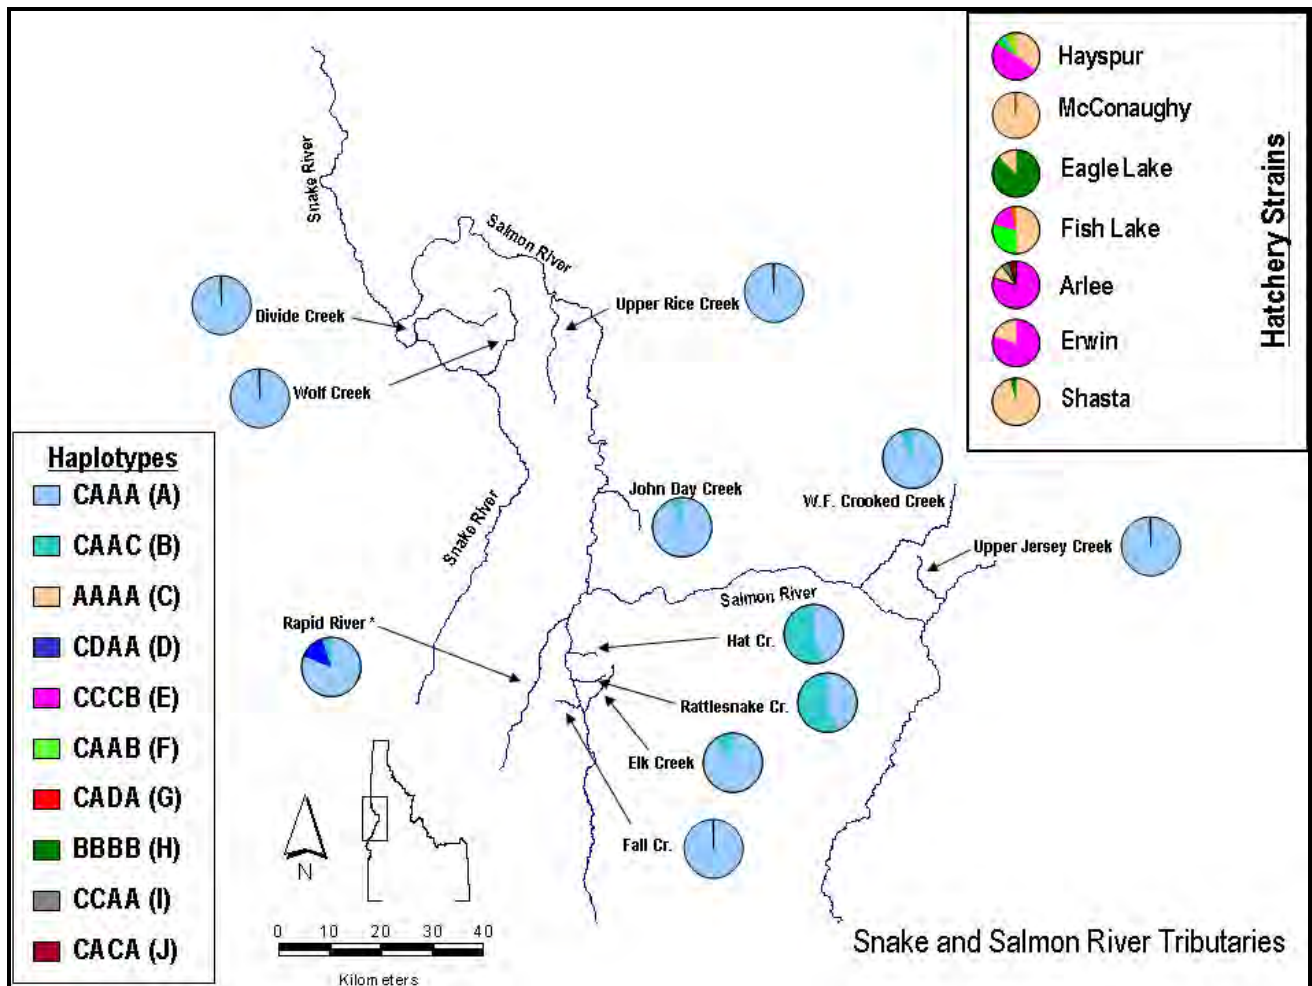 Hayspur
McConaughy
Eagle Lake
Fish Lake
Arlee
Erwin
Shasta
Hatchery Strains
Snake River
Salmon River
Divide Creek
Upper Rice Creek
Wolf Creek
Haplotypes
CAAA (A)
CAAC (B)
AAAA (C)
CDAA (D)
CCCB (E)
CAAB (F)
CADA (G)
BBBB (H)
CCAA (I)
CACA (J)
Snake River
John Day Creek
W.F. Crooked Creek
Upper Jersey Creek
Salmon River
Rapid River *
Hat Cr.
Rattlesnake Cr.
Elk Creek
Fall Cr.
N
0 10 20 30 40
Kilometers
Snake and Salmon River Tributaries